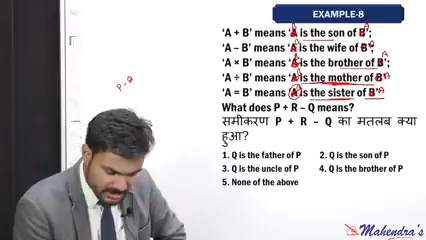 EXAMPLE-8
'A + B' means 'A is the son of B';
'A – B' means 'A is the wife of B';
'A × B' means 'A is the brother of B';
'A ÷ B' means 'A is the mother of B'
'A = B' means 'A is the sister of B'
What does P + R – Q means?
समीकरण P + R – Q का मतलब क्या
हुआ?
1. Q is the father of P 2. Q is the son of P
3. Q is the uncle of P 4. Q is the brother of P
5. None of the above
P – Q
Mahendra's